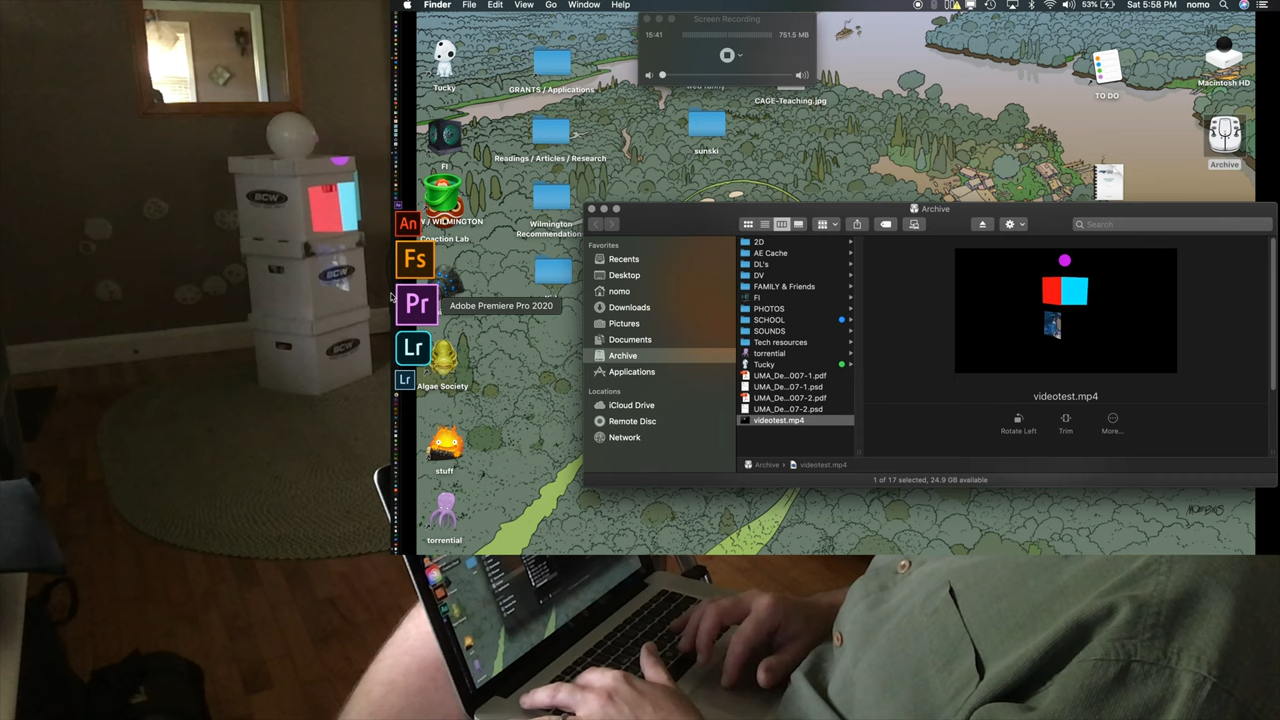 Finder File Edit View Go Window Help
53% Sat 5:58 PM nomo
Screen Recording
15:41 751.5 MB
Tucky
GRANTS / Applications
CAGE-Teaching.jpg
TO DO
Macintosh HD
FI
Readings / Articles / Research
sunski
Archive
W / WILMINGTON
Wilmington
Recommendation
Coaction Lab
An
Fs
Pr
Adobe Premiere Pro 2020
Lr
Lr
Algae Society
stuff
torrential
Archive
Search
Favorites
Recents
Desktop
nomo
Downloads
Pictures
Documents
Archive
Applications
Locations
iCloud Drive
Remote Disc
Network
2D
AE Cache
DL's
DV
FAMILY & Friends
FI
PHOTOS
SCHOOL
SOUNDS
Tech resources
torrential
Tucky
UMA_De...007-1.pdf
UMA_De...07-1.psd
UMA_De...007-2.pdf
UMA_De...07-2.psd
videotest.mp4
videotest.mp4
Rotate Left Trim More...
Archive › videotest.mp4
1 of 17 selected, 24.9 GB available
MOEBIUS
BCW
BCW
BCW